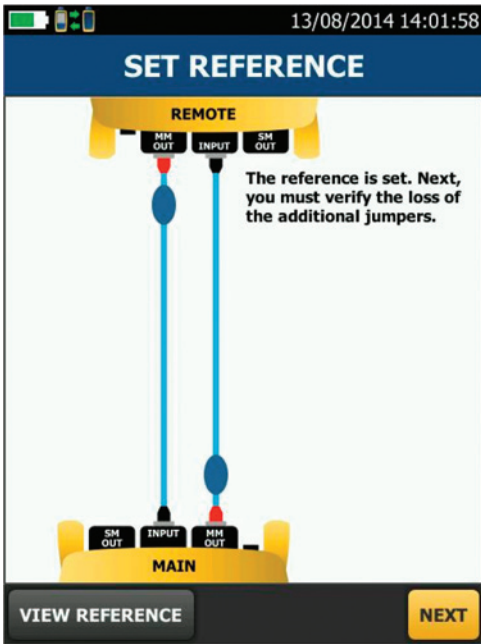 13/08/2014 14:01:58
SET REFERENCE
REMOTE
MM
OUT
INPUT
SM
OUT
The reference is set. Next,
you must verify the loss of
the additional jumpers.
SM
OUT
INPUT
MM
OUT
MAIN
VIEW REFERENCE
NEXT